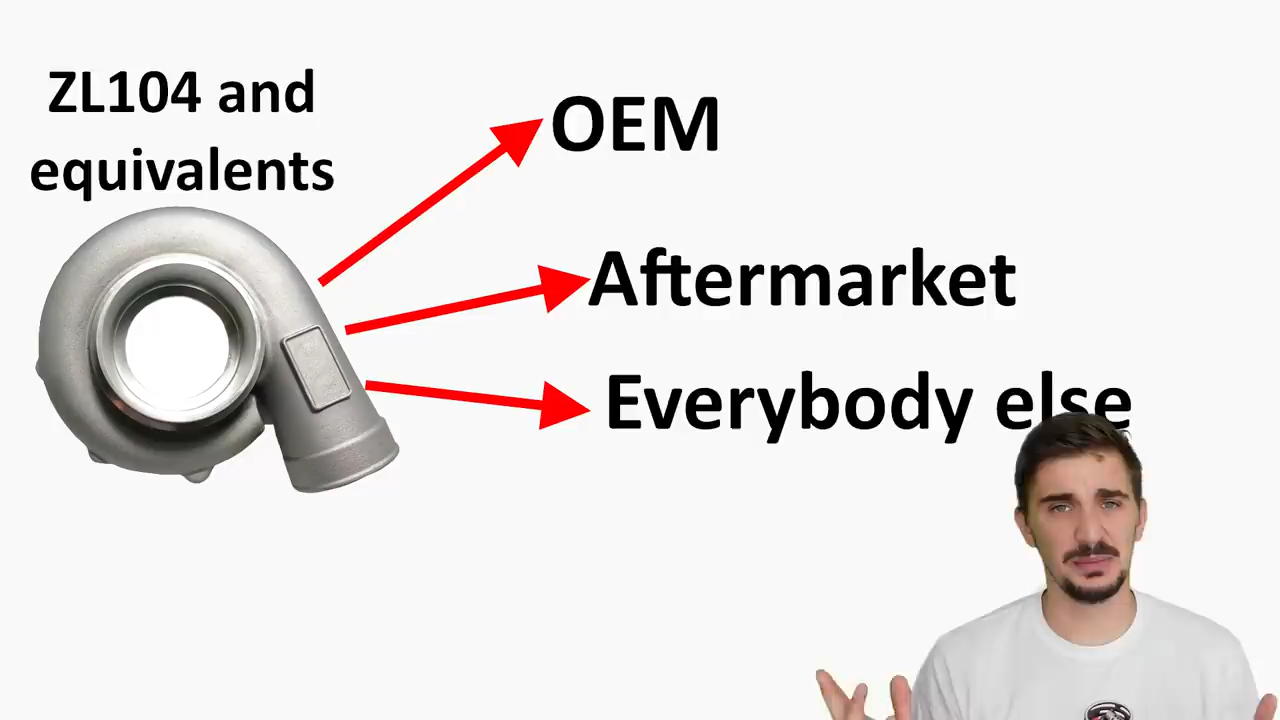 ZL104 and
equivalents
OEM
Aftermarket
Everybody else